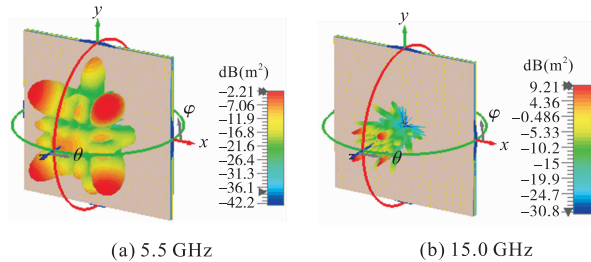 y
dB(m²)
−2.21
−7.06
−11.9
−16.8
−21.6
−26.4
−31.3
−36.1
−42.2
φ
x
θ
(a) 5.5 GHz
y
dB(m²)
9.21
4.36
−0.486
−5.33
−10.2
−15
−19.9
−24.7
−30.8
φ
x
θ
(b) 15.0 GHz